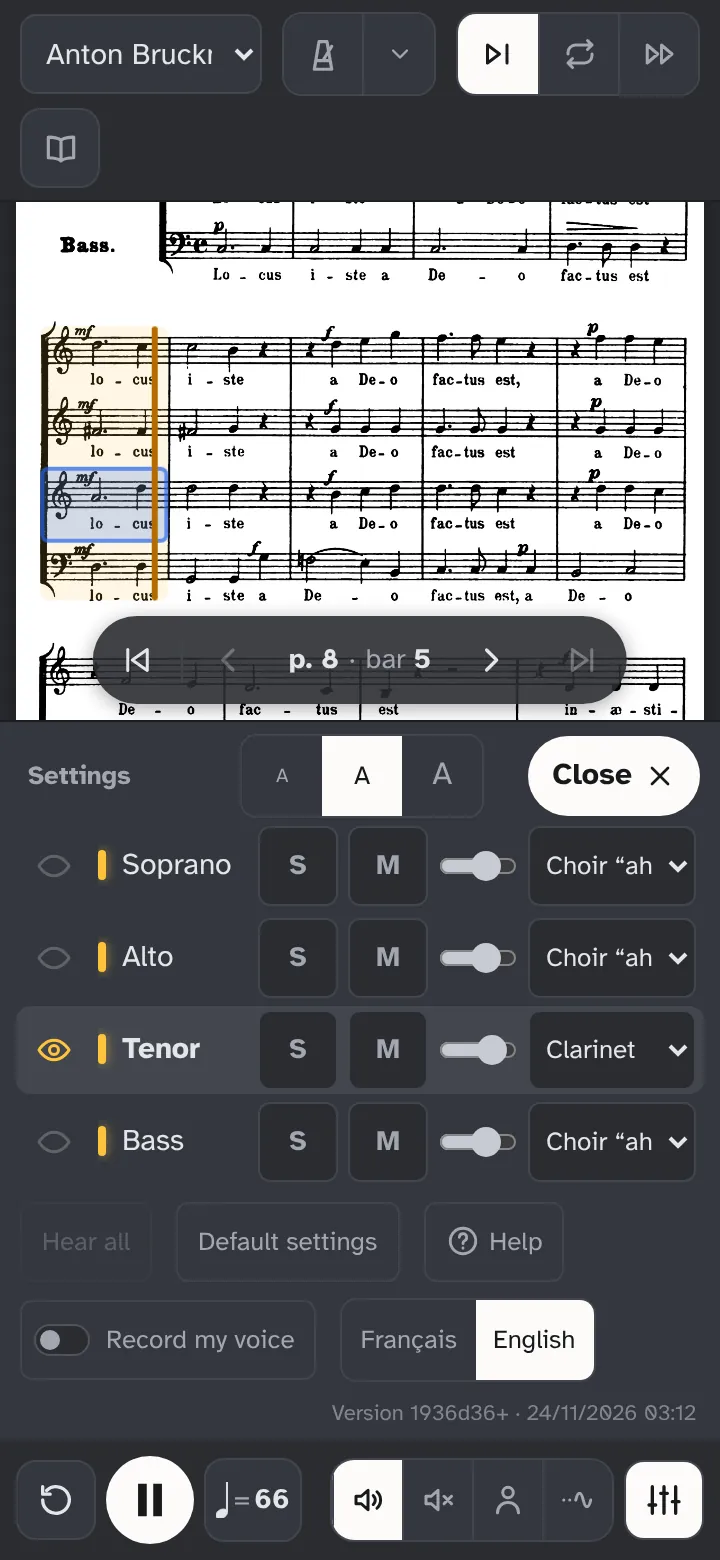 Anton Bruckr
p
Bass.
Lo - cus i - ste a De - o fac - tus est
mf f p
lo - cus i - ste a De - o fac - tus est, a De - o
mf f p
lo - cus i - ste a De - o fac - tus est a De - o
mf f p
lo - cus i - ste a De - o fac - tus est a De - o
mf f p
lo - cus i - ste a De - o fac - tus est, a De - o
p. 8 · bar 5
De - o fac - tus est in - æ - sti -
Settings A A A Close
Soprano S M Choir “ah
Alto S M Choir “ah
Tenor S M Clarinet
Bass S M Choir “ah
Hear all Default settings ? Help
Record my voice Français English
Version 1936d36+ · 24/11/2026 03:12
= 66